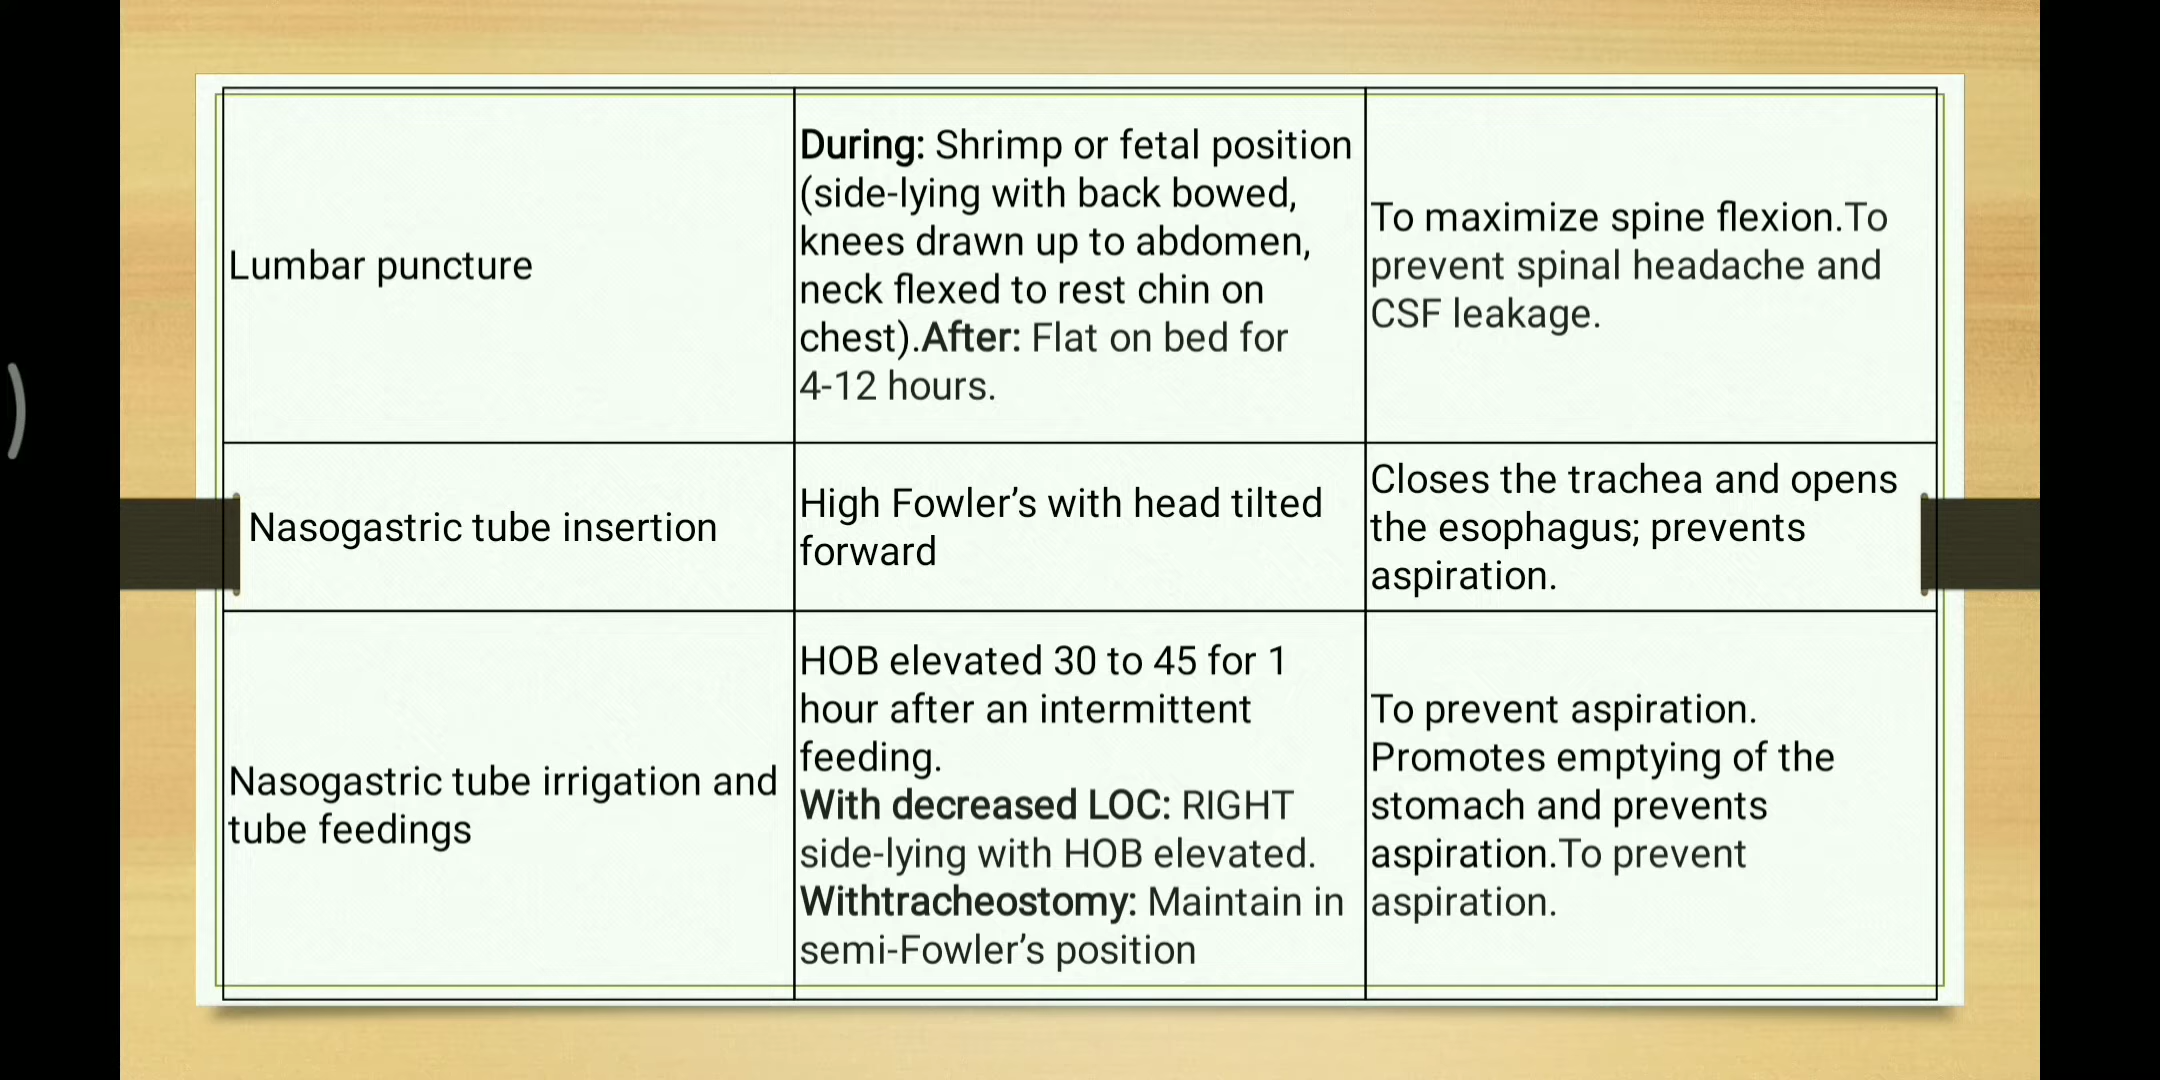 Lumbar puncture
During: Shrimp or fetal position
(side-lying with back bowed,
knees drawn up to abdomen,
neck flexed to rest chin on
chest).After: Flat on bed for
4-12 hours.
To maximize spine flexion.To
prevent spinal headache and
CSF leakage.
Nasogastric tube insertion
High Fowler’s with head tilted
forward
Closes the trachea and opens
the esophagus; prevents
aspiration.
Nasogastric tube irrigation and
tube feedings
HOB elevated 30 to 45 for 1
hour after an intermittent
feeding.
With decreased LOC: RIGHT
side-lying with HOB elevated.
Withtracheostomy: Maintain in
semi-Fowler’s position
To prevent aspiration.
Promotes emptying of the
stomach and prevents
aspiration.To prevent
aspiration.